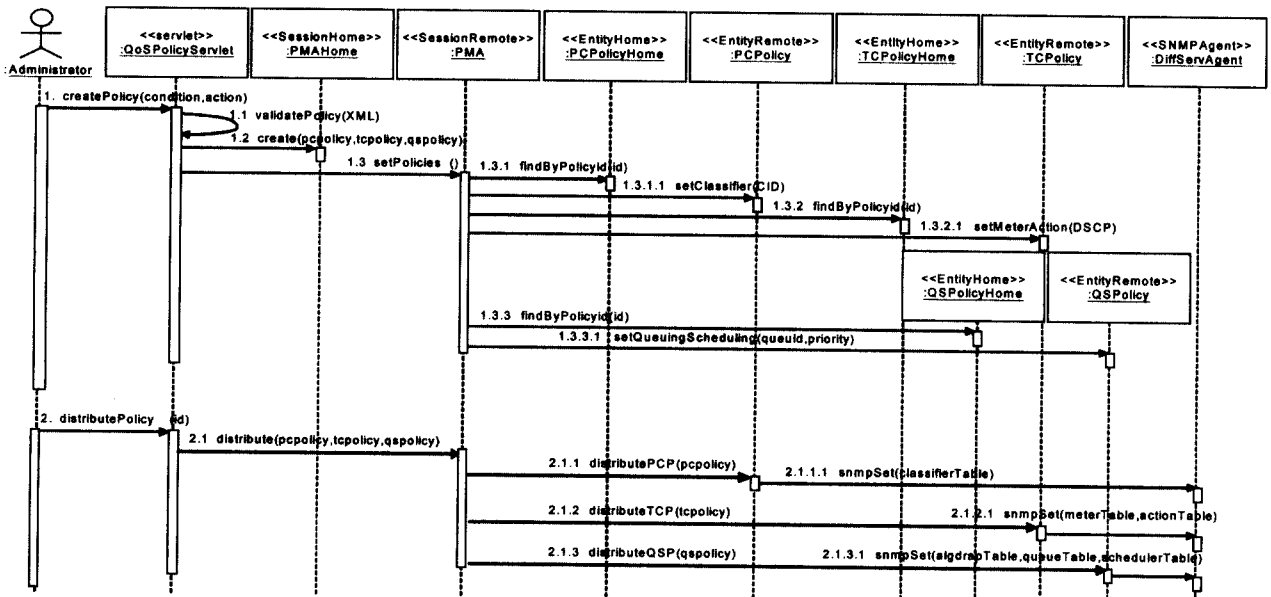 :Administrator
<<servlet>>
:QoSPolicyServlet
<<SessionHome>>
:PMAHome
<<SessionRemote>>
:PMA
<<EntityHome>>
:PCPolicyHome
<<EntityRemote>>
:PCPolicy
<<EntityHome>>
:TCPolicyHome
<<EntityRemote>>
:TCPolicy
<<SNMPAgent>>
:DiffServAgent
1. createPolicy(condition,action)
1.1 validatePolicy(XML)
1.2 create(pcpolicy,tcpolicy,qspolicy)
1.3 setPolicies ()
1.3.1 findByPolicyid(id)
1.3.1.1 setClassifier(CID)
1.3.2 findByPolicyid(id)
1.3.2.1 setMeterAction(DSCP)
<<EntityHome>>
:QSPolicyHome
<<EntityRemote>>
:QSPolicy
1.3.3 findByPolicyid(id)
1.3.3.1 setQueuingScheduling(queuid,priority)
2. distributePolicy (id)
2.1 distribute(pcpolicy,tcpolicy,qspolicy)
2.1.1 distributePCP(pcpolicy)
2.1.1.1 snmpSet(classifierTable)
2.1.2 distributeTCP(tcpolicy)
2.1.2.1 snmpSet(meterTable,actionTable)
2.1.3 distributeQSP(qspolicy)
2.1.3.1 snmpSet(algdrapTable,queueTable,schedulerTable)